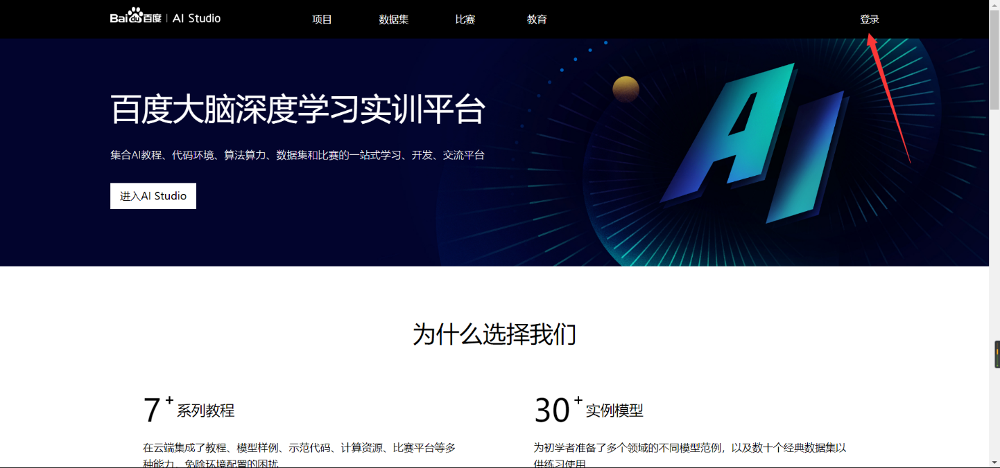 Bai du 百度 | AI Studio 项目 数据集 比赛 教育 登录
百度大脑深度学习实训平台
集合AI教程、代码环境、算法算力、数据集和比赛的一站式学习、开发、交流平台
进入AI Studio
AI
为什么选择我们
7+ 系列教程
30+ 实例模型
在云端集成了教程、模型样例、示范代码、计算资源、比赛平台等多
种能力，免除环境配置的困扰
为初学者准备了多个领域的不同模型范例，以及数十个经典数据集以
供练习使用